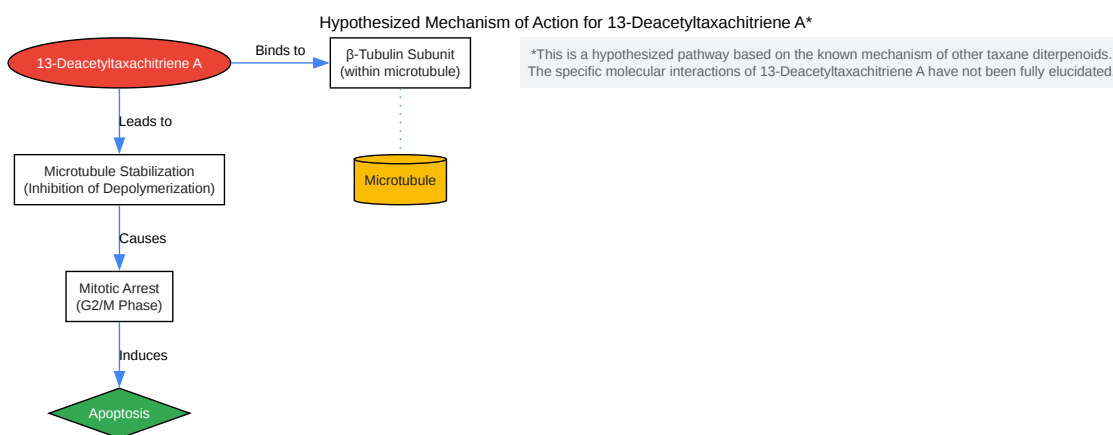 Hypothesized Mechanism of Action for 13-Deacetyltaxachitriene A*
13-Deacetyltaxachitriene A
Binds to
β-Tubulin Subunit
(within microtubule)
*This is a hypothesized pathway based on the known mechanism of other taxane diterpenoids.
The specific molecular interactions of 13-Deacetyltaxachitriene A have not been fully elucidated.
Leads to
Microtubule Stabilization
(Inhibition of Depolymerization)
Microtubule
Causes
Mitotic Arrest
(G2/M Phase)
Induces
Apoptosis